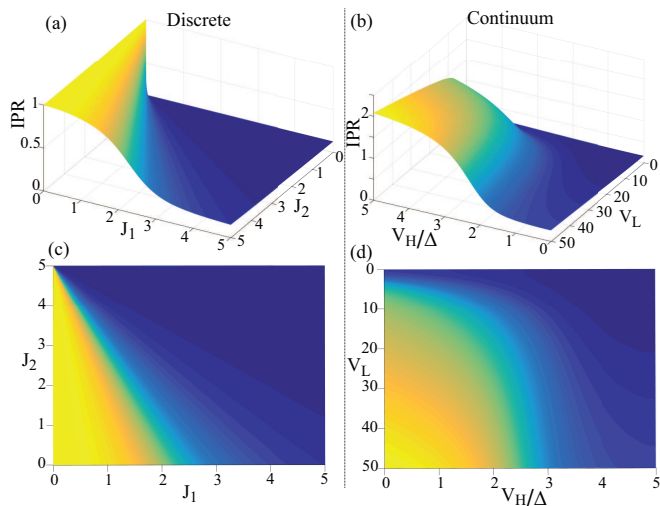 (a) Discrete
IPR
1
0.5
0
0 1 2 3 4 5
J1
0 1 2 3 4 5
J2
(b) Continuum
IPR
2
1
0
5 4 3 2 1 0
VH/Δ
0 10 20 30 40 50
VL
(c)
5
4
3
2
1
0
J2
0 1 2 3 4 5
J1
(d)
0
10
20
30
40
50
VL
0 1 2 3 4 5
VH/Δ